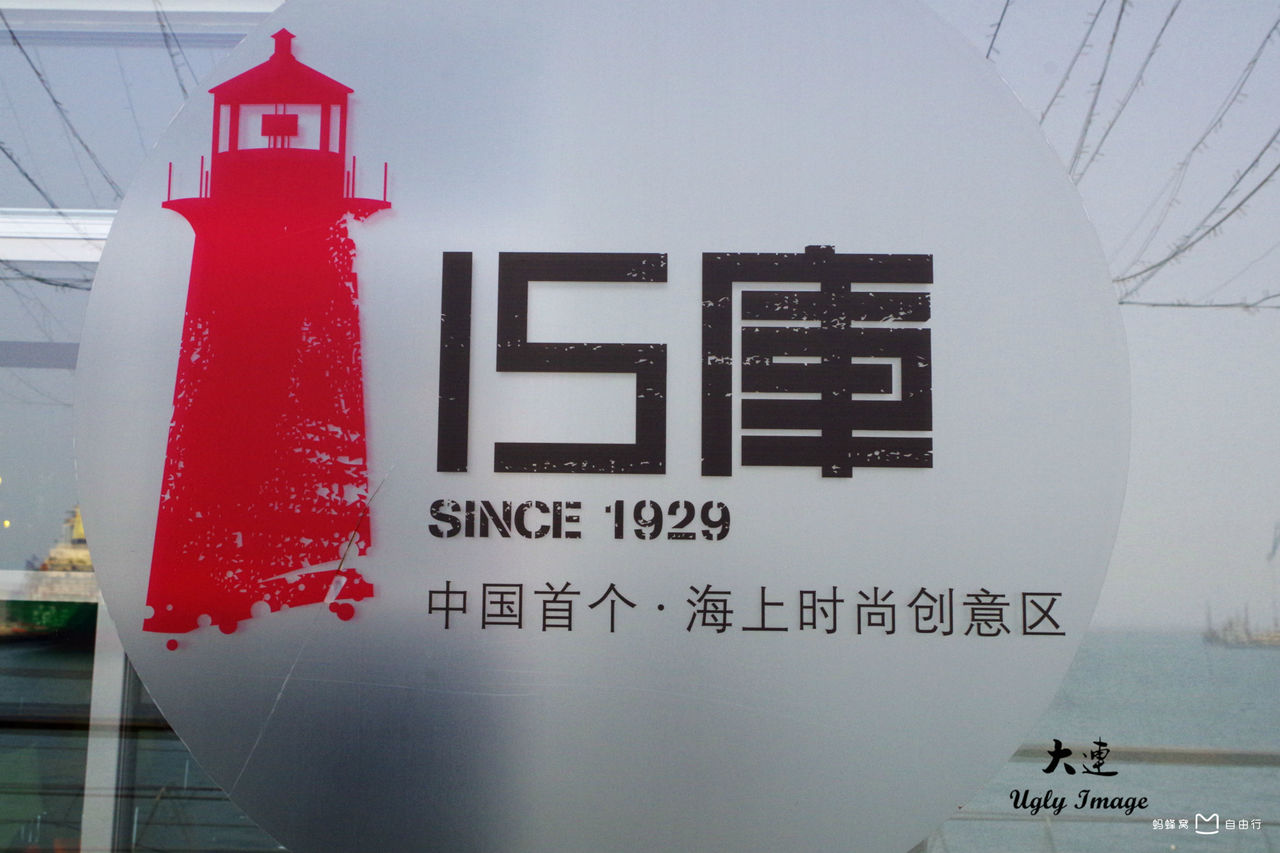 15庫
SINCE 1929
中国首个·海上时尚创意区
大連
Ugly Image
蚂蜂窝 自由行